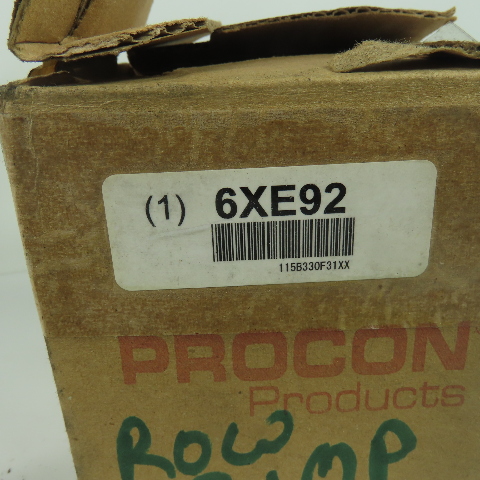 (1) 6XE92
115B330F31XX
PROCON
Products
ROW